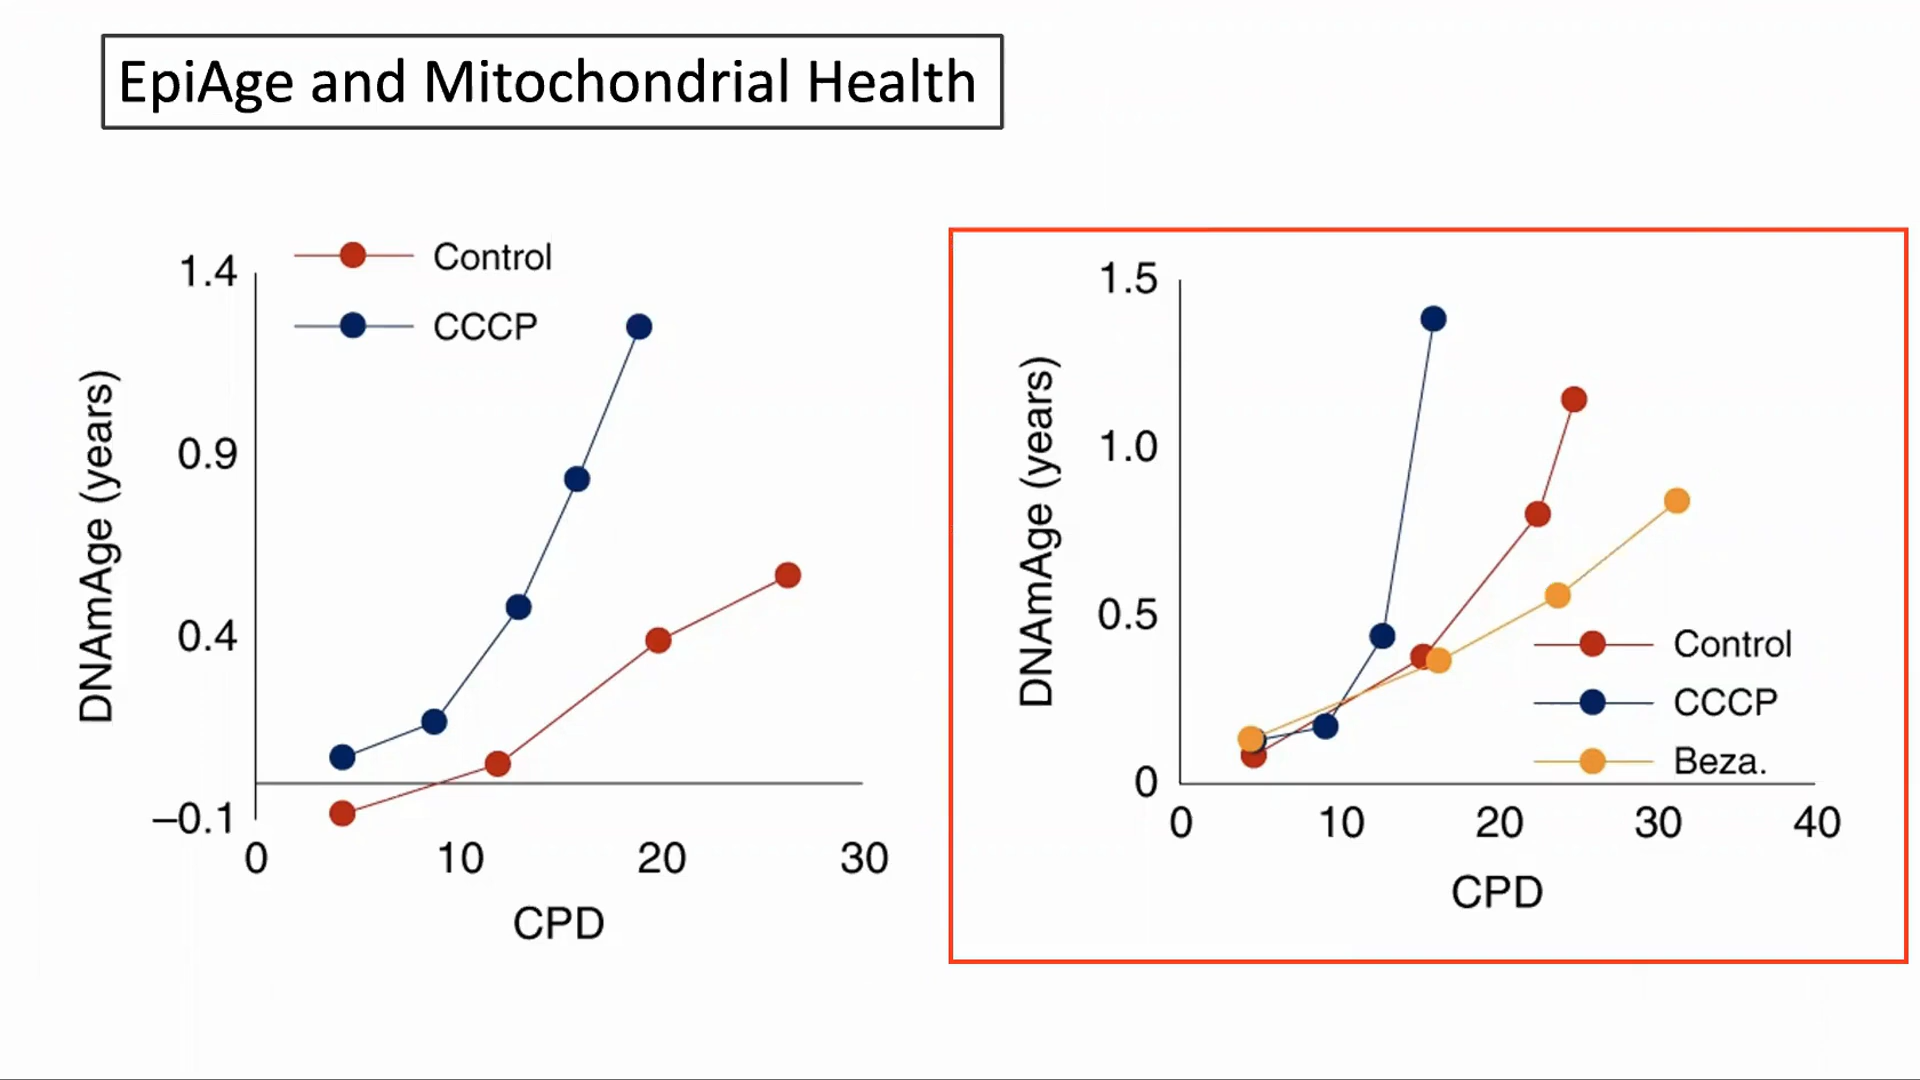 EpiAge and Mitochondrial Health
Control
CCCP
1.4
0.9
0.4
–0.1
DNAmAge (years)
0 10 20 30
CPD
1.5
1.0
0.5
0
DNAmAge (years)
Control
CCCP
Beza.
0 10 20 30 40
CPD